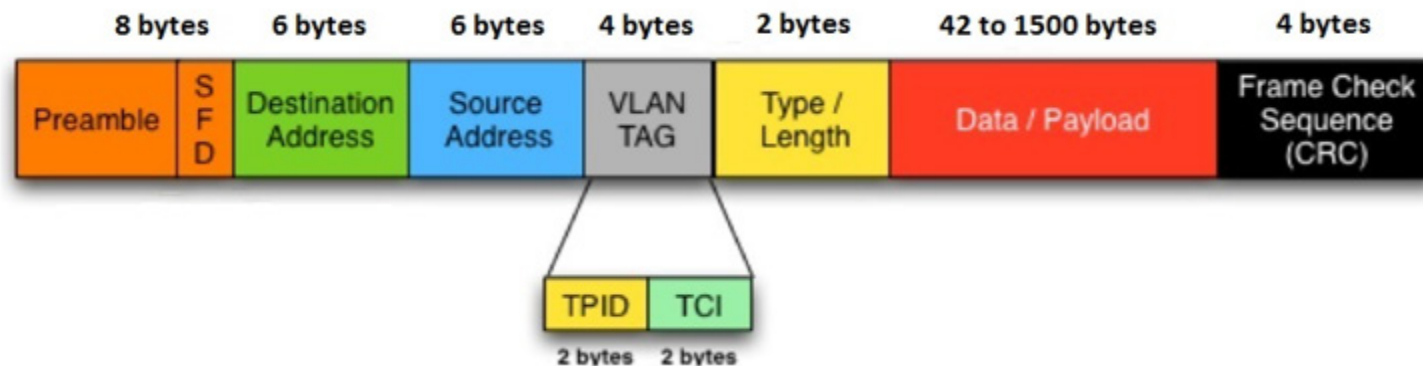 8 bytes 6 bytes 6 bytes 4 bytes 2 bytes 42 to 1500 bytes 4 bytes
Preamble
S
F
D
Destination
Address
Source
Address
VLAN
TAG
Type /
Length
Data / Payload
Frame Check
Sequence
(CRC)
TPID TCI
2 bytes 2 bytes